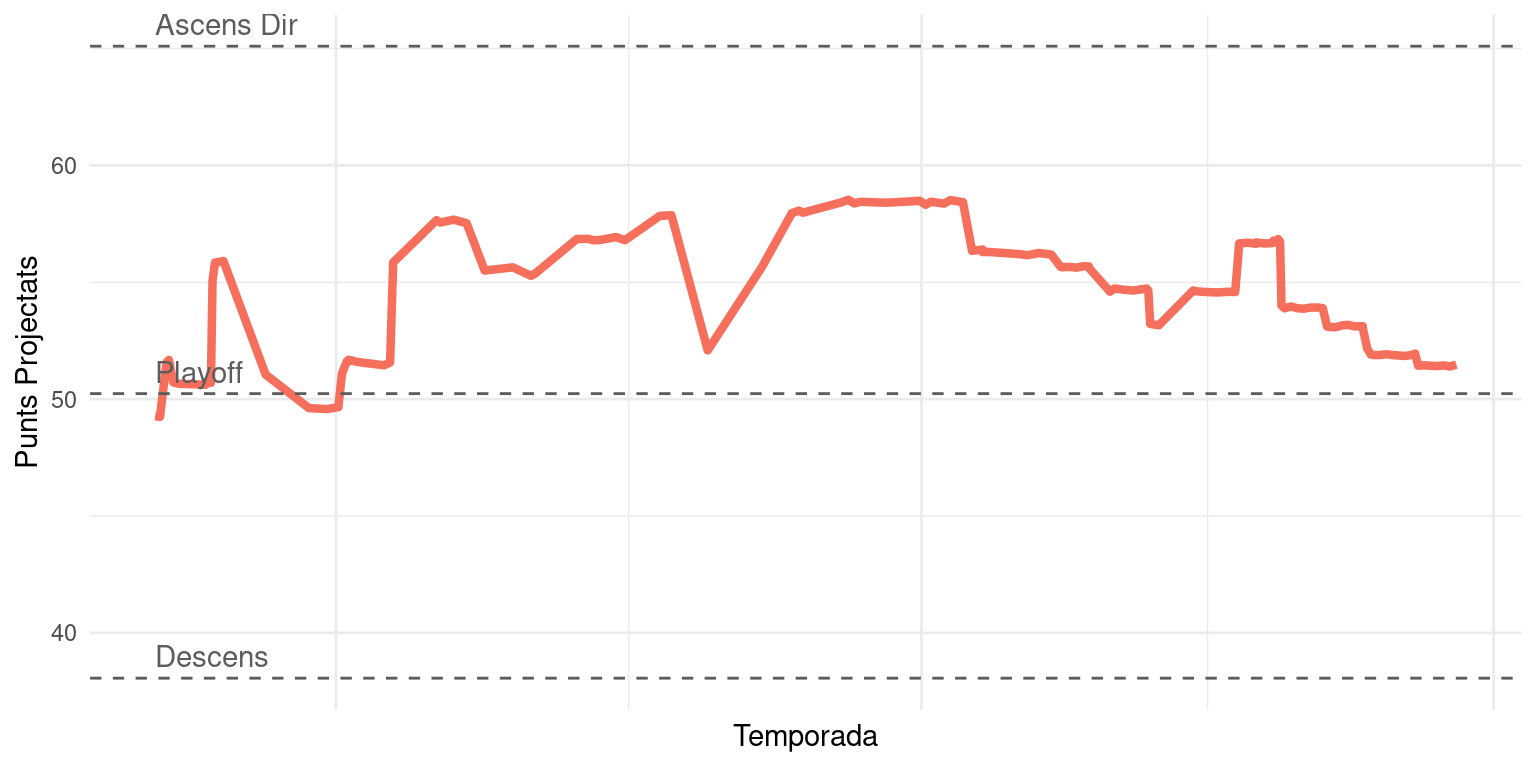 Ascens Dir
60
Playoff
50
40
Descens
Punts Projectats
Temporada